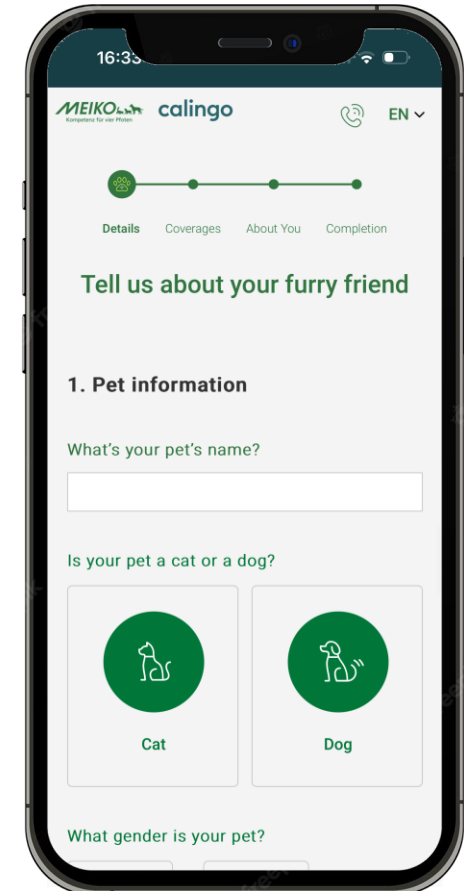 16:33
MEIKO
Kompetenz für vier Pfoten
calingo
EN
Details Coverages About You Completion
Tell us about your furry friend
1. Pet information
What's your pet's name?
Is your pet a cat or a dog?
Cat Dog
What gender is your pet?